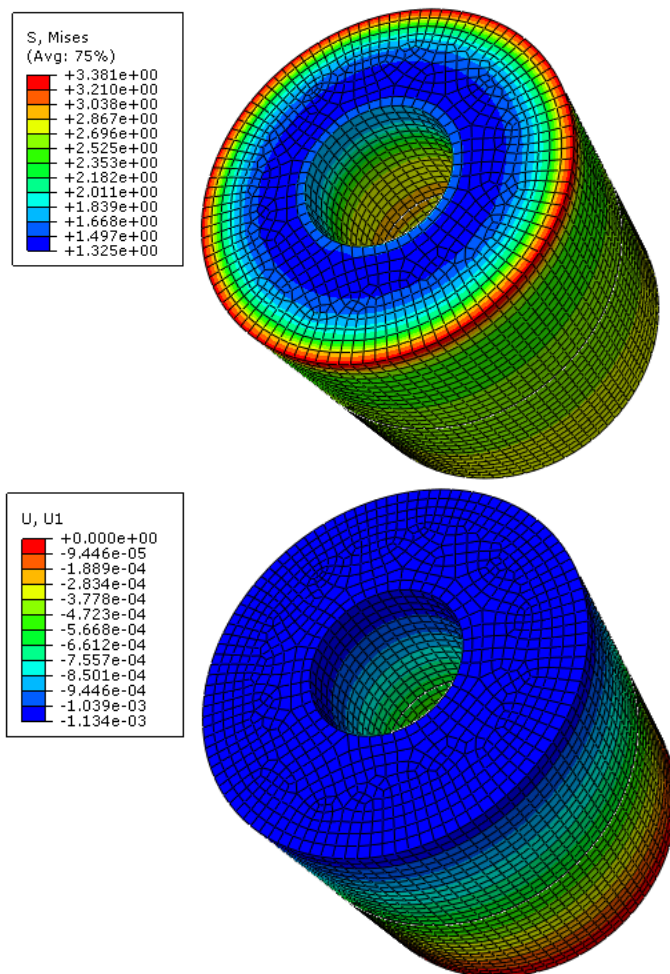 S, Mises
(Avg: 75%)
+3.381e+00
+3.210e+00
+3.038e+00
+2.867e+00
+2.696e+00
+2.525e+00
+2.353e+00
+2.182e+00
+2.011e+00
+1.839e+00
+1.668e+00
+1.497e+00
+1.325e+00
U, U1
+0.000e+00
-9.446e-05
-1.889e-04
-2.834e-04
-3.778e-04
-4.723e-04
-5.668e-04
-6.612e-04
-7.557e-04
-8.501e-04
-9.446e-04
-1.039e-03
-1.134e-03